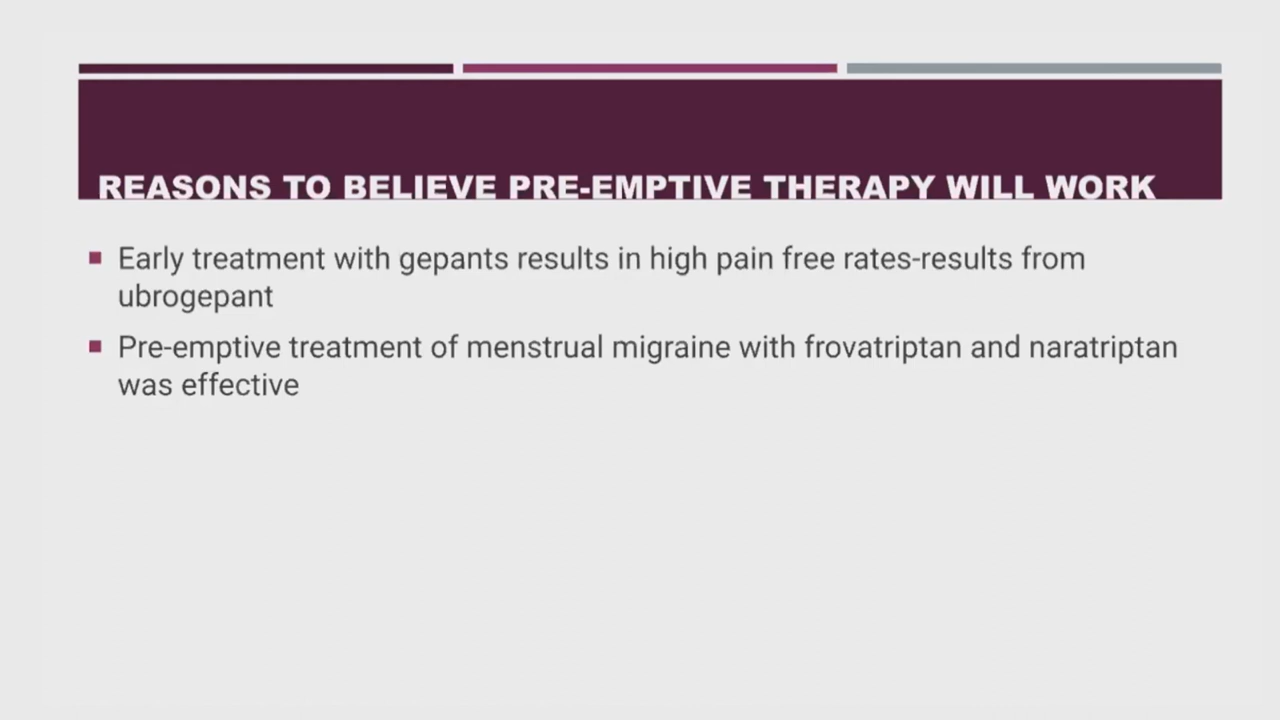 REASONS TO BELIEVE PRE-EMPTIVE THERAPY WILL WORK
Early treatment with gepants results in high pain free rates-results from
ubrogepant
Pre-emptive treatment of menstrual migraine with frovatriptan and naratriptan
was effective